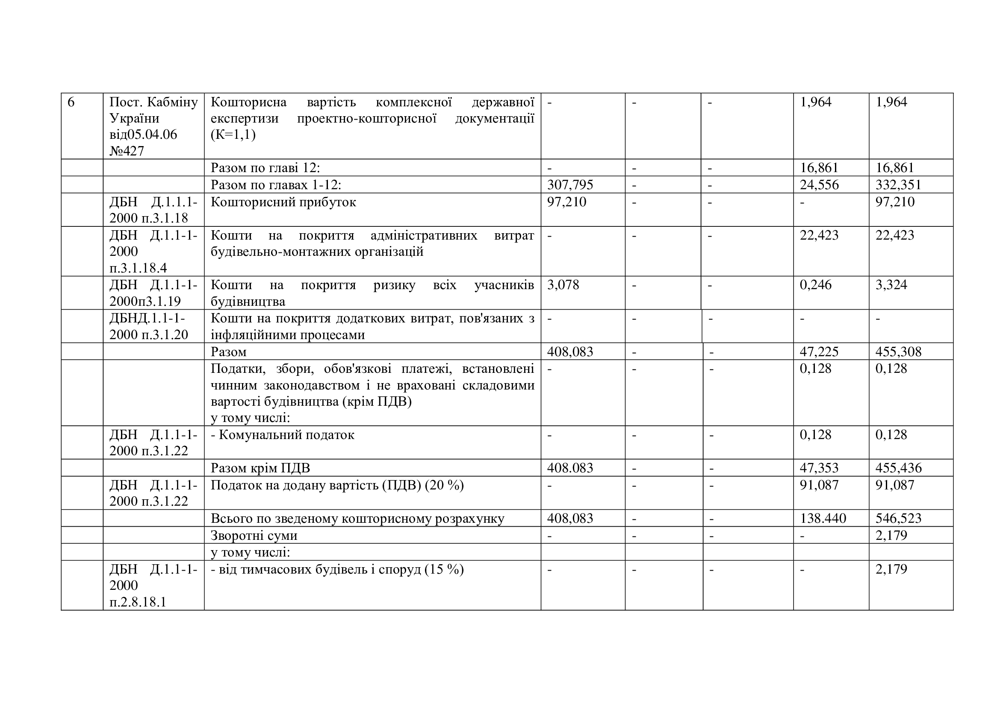 6 Пост. Кабміну Кошторисна вартість комплексної державної - - - 1,964 1,964
України експертизи проектно-кошторисної документації
від05.04.06 (К=1,1)
№427
Разом по главі 12: - - - 16,861 16,861
Разом по главах 1-12: 307,795 - - 24,556 332,351
ДБН Д.1.1.1- Кошторисний прибуток 97,210 - - - 97,210
2000 п.3.1.18
ДБН Д.1.1-1- Кошти на покриття адміністративних витрат - - - 22,423 22,423
2000 будівельно-монтажних організацій
п.3.1.18.4
ДБН Д.1.1-1- Кошти на покриття ризику всіх учасників 3,078 - - 0,246 3,324
2000п3.1.19 будівництва
ДБНД.1.1-1- Кошти на покриття додаткових витрат, пов'язаних з - - - - -
2000 п.3.1.20 інфляційними процесами
Разом 408,083 - - 47,225 455,308
Податки, збори, обов'язкові платежі, встановлені - - - 0,128 0,128
чинним законодавством і не враховані складовими
вартості будівництва (крім ПДВ)
у тому числі:
ДБН Д.1.1-1- - Комунальний податок - - - 0,128 0,128
2000 п.3.1.22
Разом крім ПДВ 408.083 - - 47,353 455,436
ДБН Д.1.1-1- Податок на додану вартість (ПДВ) (20 %) - - - 91,087 91,087
2000 п.3.1.22
Всього по зведеному кошторисному розрахунку 408,083 - - 138.440 546,523
Зворотні суми - - - - 2,179
у тому числі:
ДБН Д.1.1-1- - від тимчасових будівель і споруд (15 %) - - - - 2,179
2000
п.2.8.18.1